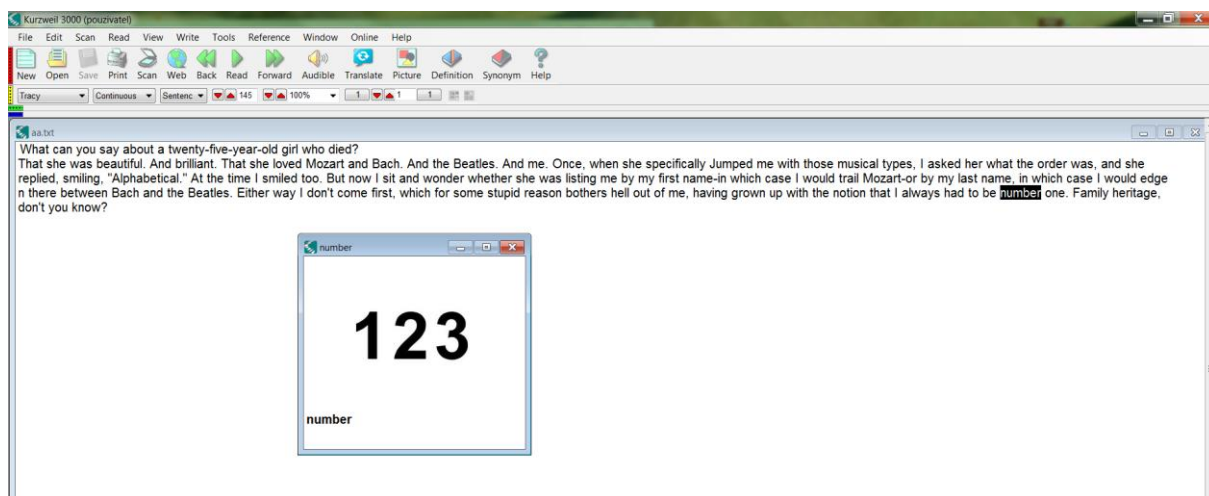 Kurzweil 3000 (pouzivatel)
File Edit Scan Read View Write Tools Reference Window Online Help
New Open Save Print Scan Web Back Read Forward Audible Translate Picture Definition Synonym Help
Tracy Continuous Sentenc 145 100% 1 1 1
aa.txt
What can you say about a twenty-five-year-old girl who died?
That she was beautiful. And brilliant. That she loved Mozart and Bach. And the Beatles. And me. Once, when she specifically Jumped me with those musical types, I asked her what the order was, and she
replied, smiling, "Alphabetical." At the time I smiled too. But now I sit and wonder whether she was listing me by my first name-in which case I would trail Mozart-or by my last name, in which case I would edge
n there between Bach and the Beatles. Either way I don't come first, which for some stupid reason bothers hell out of me, having grown up with the notion that I always had to be number one. Family heritage,
don't you know?
number
123
number